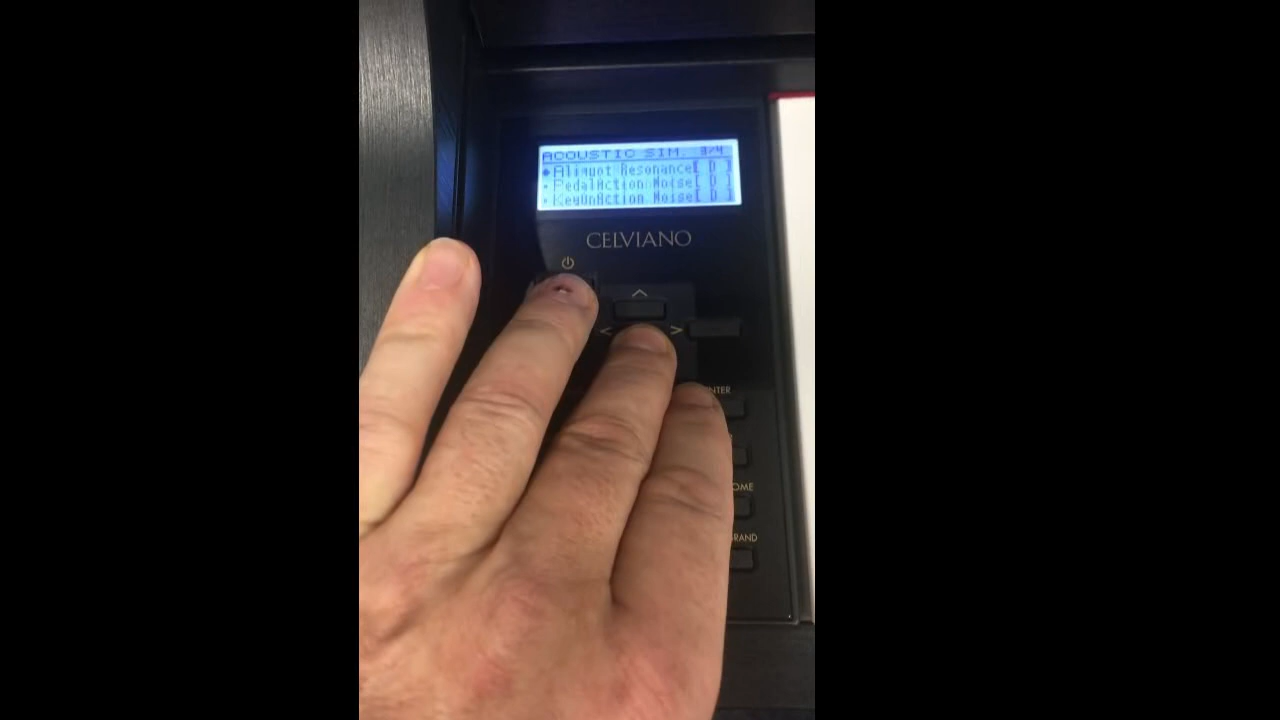 ACOUSTIC SIM. 3/4
Aliquot Resonance[ D ]
PedalAction Noise[ D ]
KeyOnAction Noise[ D ]
CELVIANO